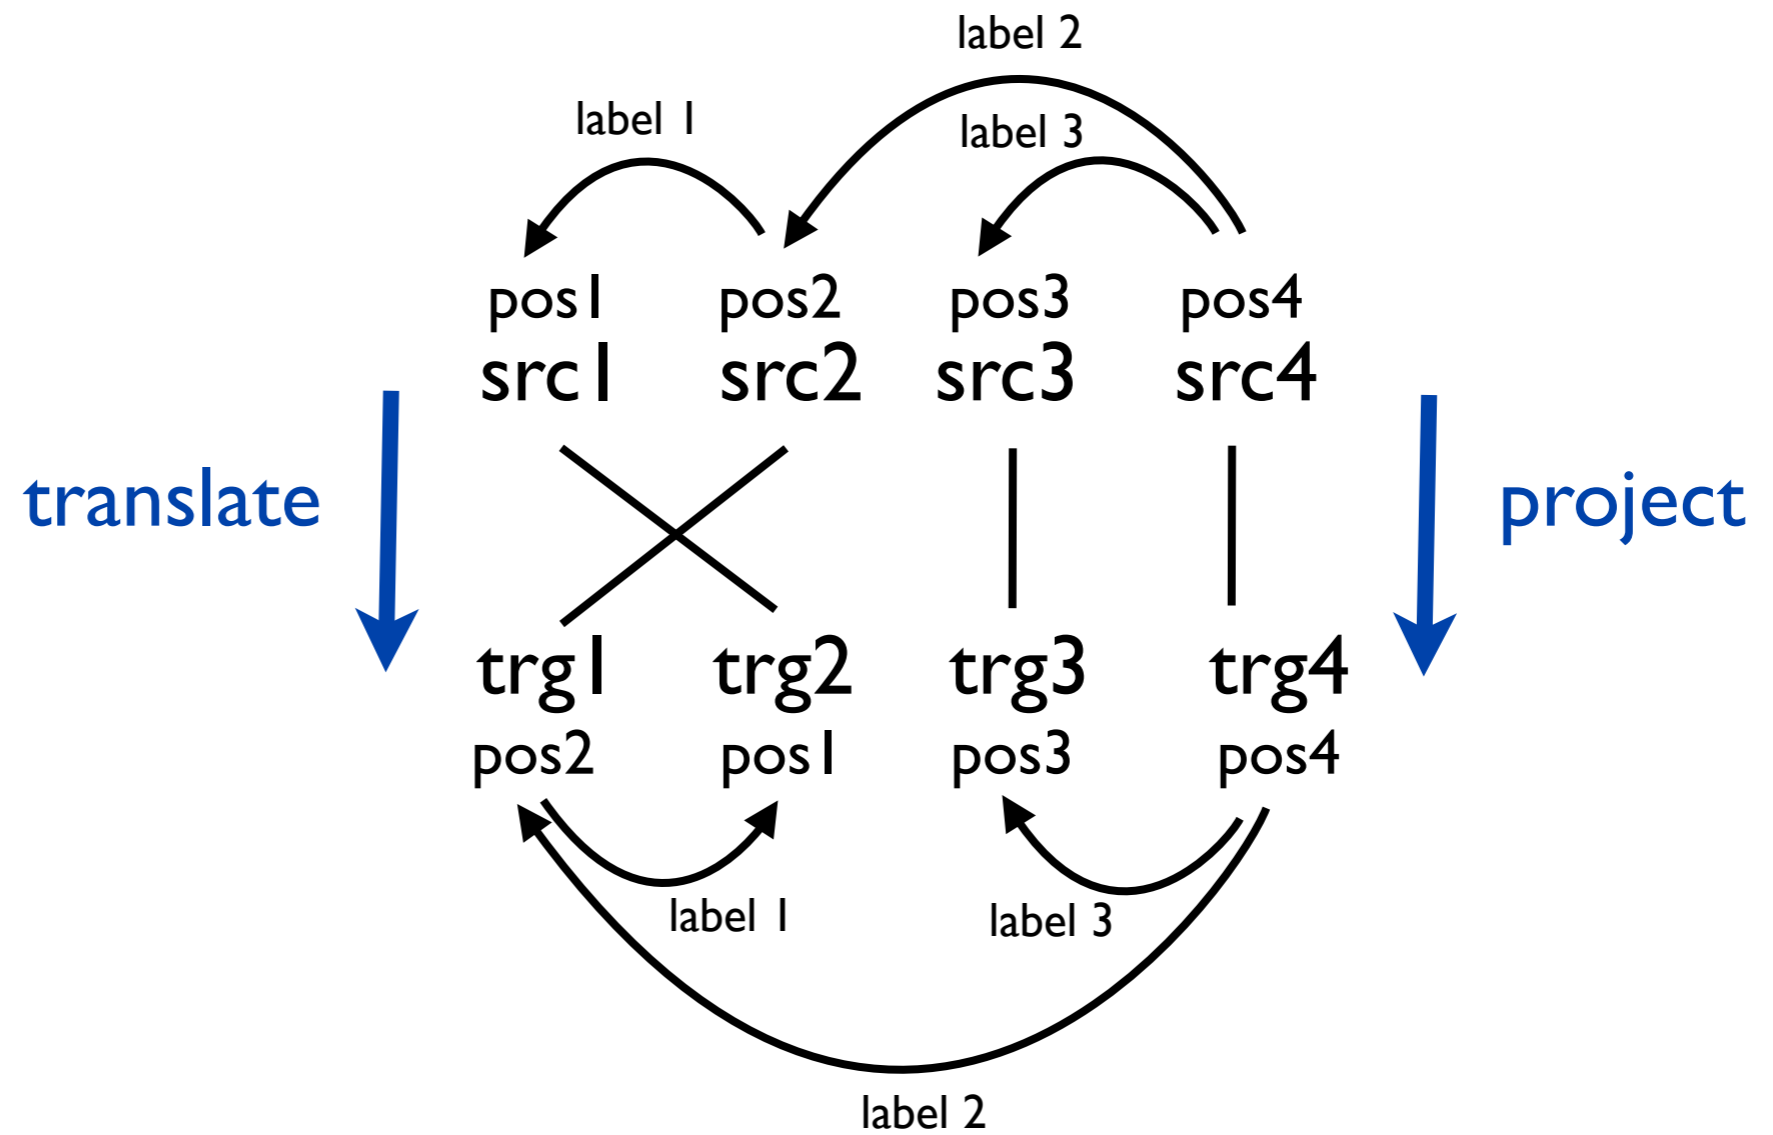 label 2
label 1
label 3
pos1 pos2 pos3 pos4
src1 src2 src3 src4
translate project
trg1 trg2 trg3 trg4
pos2 pos1 pos3 pos4
label 1 label 3
label 2